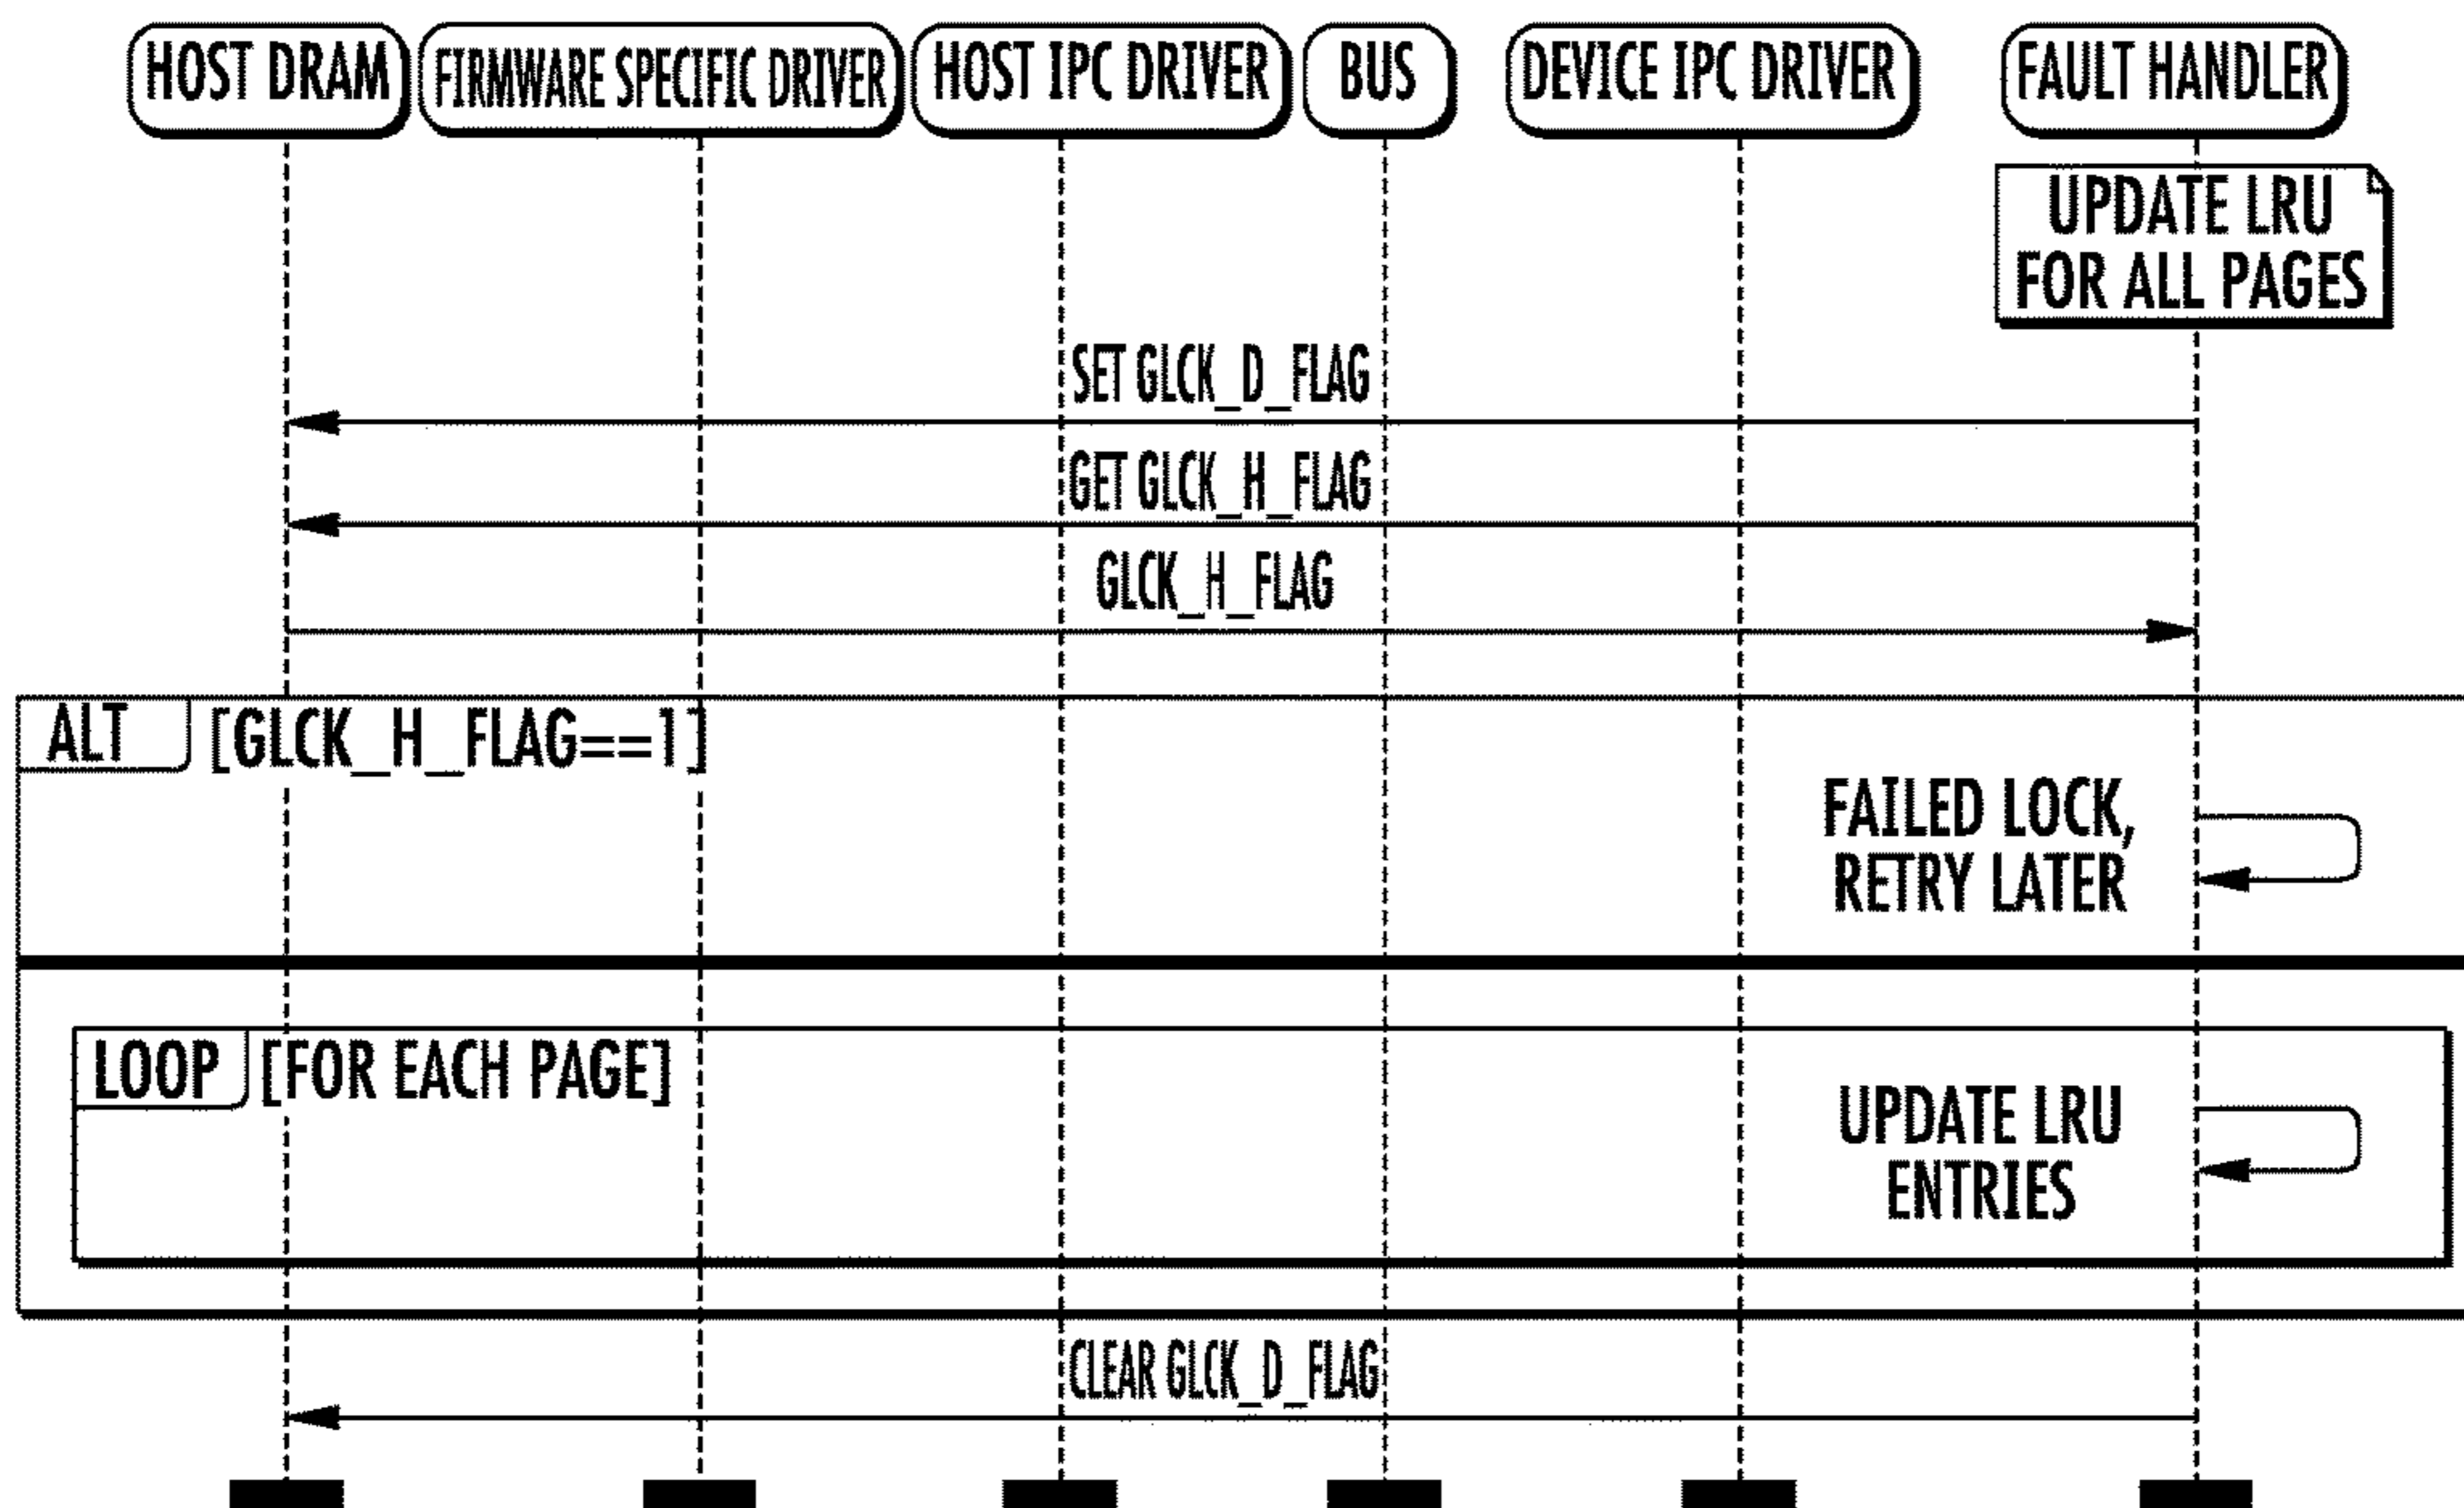 HOST DRAM
FIRMWARE SPECIFIC DRIVER
HOST IPC DRIVER
BUS
DEVICE IPC DRIVER
FAULT HANDLER
UPDATE LRU
FOR ALL PAGES
SET GLCK_D_FLAG
GET GLCK_H_FLAG
GLCK_H_FLAG
ALT [GLCK_H_FLAG==1]
FAILED LOCK,
RETRY LATER
LOOP [FOR EACH PAGE]
UPDATE LRU
ENTRIES
CLEAR GLCK_D_FLAG